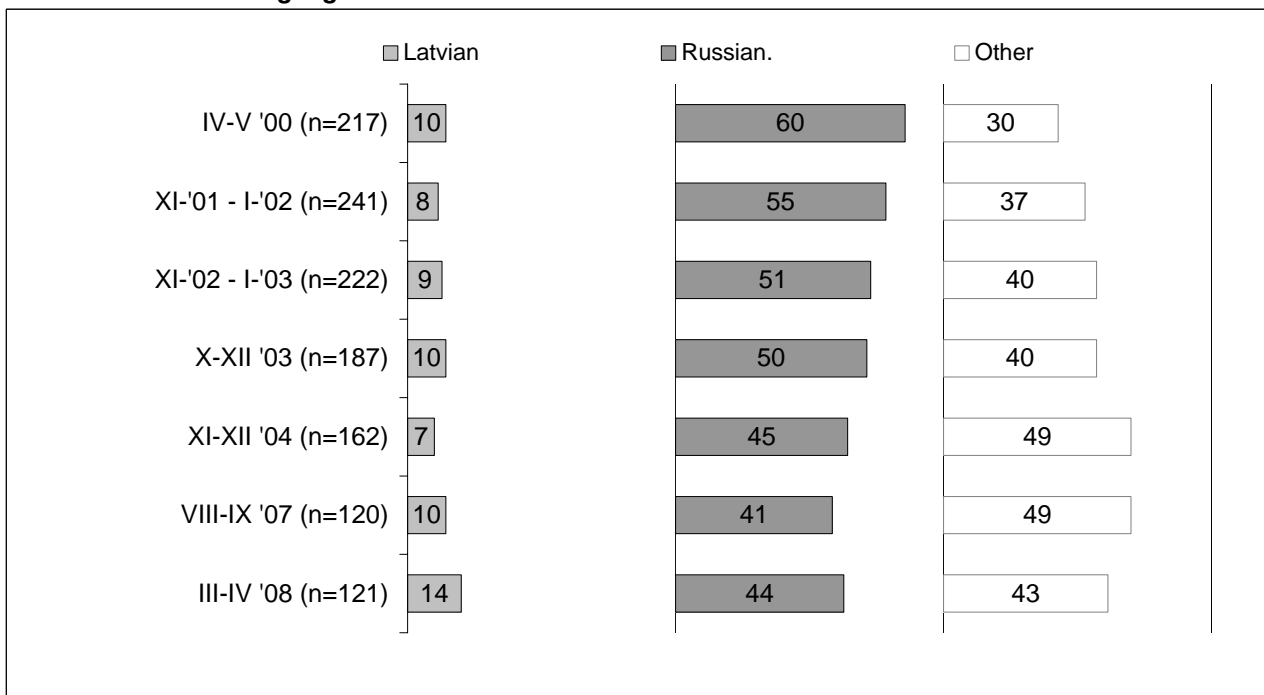 Latvian Russian. Other
IV-V '00 (n=217) 10 60 30
XI-'01 - I-'02 (n=241) 8 55 37
XI-'02 - I-'03 (n=222) 9 51 40
X-XII '03 (n=187) 10 50 40
XI-XII '04 (n=162) 7 45 49
VIII-IX '07 (n=120) 10 41 49
III-IV '08 (n=121) 14 44 43